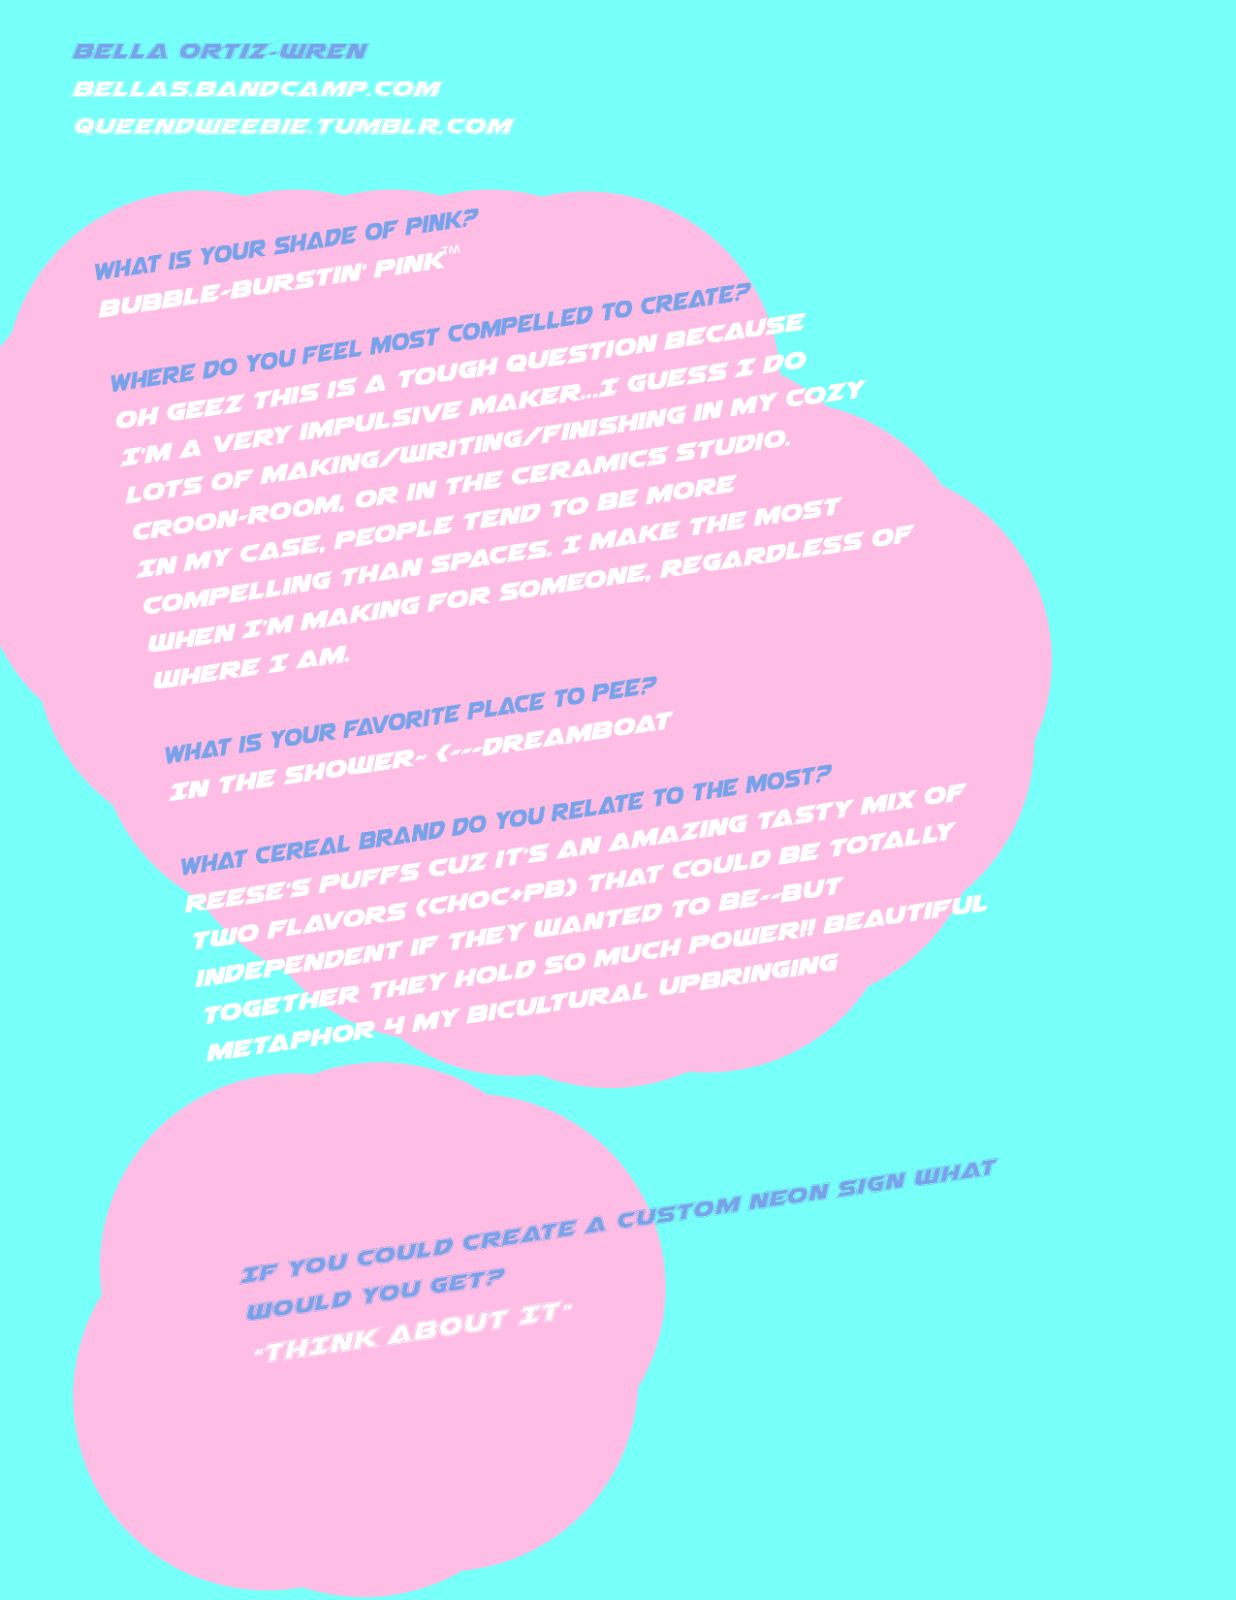 BELLA ORTIZ-WREN
BELLAS.BANDCAMP.COM
QUEENDWEEBIE.TUMBLR.COM
WHAT IS YOUR SHADE OF PINK?
BUBBLE-BURSTIN' PINK™
WHERE DO YOU FEEL MOST COMPELLED TO CREATE?
OH GEEZ THIS IS A TOUGH QUESTION BECAUSE
I'M A VERY IMPULSIVE MAKER...I GUESS I DO
LOTS OF MAKING/WRITING/FINISHING IN MY COZY
CROON-ROOM, OR IN THE CERAMICS STUDIO.
IN MY CASE, PEOPLE TEND TO BE MORE
COMPELLING THAN SPACES. I MAKE THE MOST
WHEN I'M MAKING FOR SOMEONE, REGARDLESS OF
WHERE I AM.
WHAT IS YOUR FAVORITE PLACE TO PEE?
IN THE SHOWER~ <---DREAMBOAT
WHAT CEREAL BRAND DO YOU RELATE TO THE MOST?
REESE'S PUFFS CUZ IT'S AN AMAZING TASTY MIX OF
TWO FLAVORS (CHOC+PB) THAT COULD BE TOTALLY
INDEPENDENT IF THEY WANTED TO BE--BUT
TOGETHER THEY HOLD SO MUCH POWER!! BEAUTIFUL
METAPHOR 4 MY BICULTURAL UPBRINGING
IF YOU COULD CREATE A CUSTOM NEON SIGN WHAT
WOULD YOU GET?
"THINK ABOUT IT"